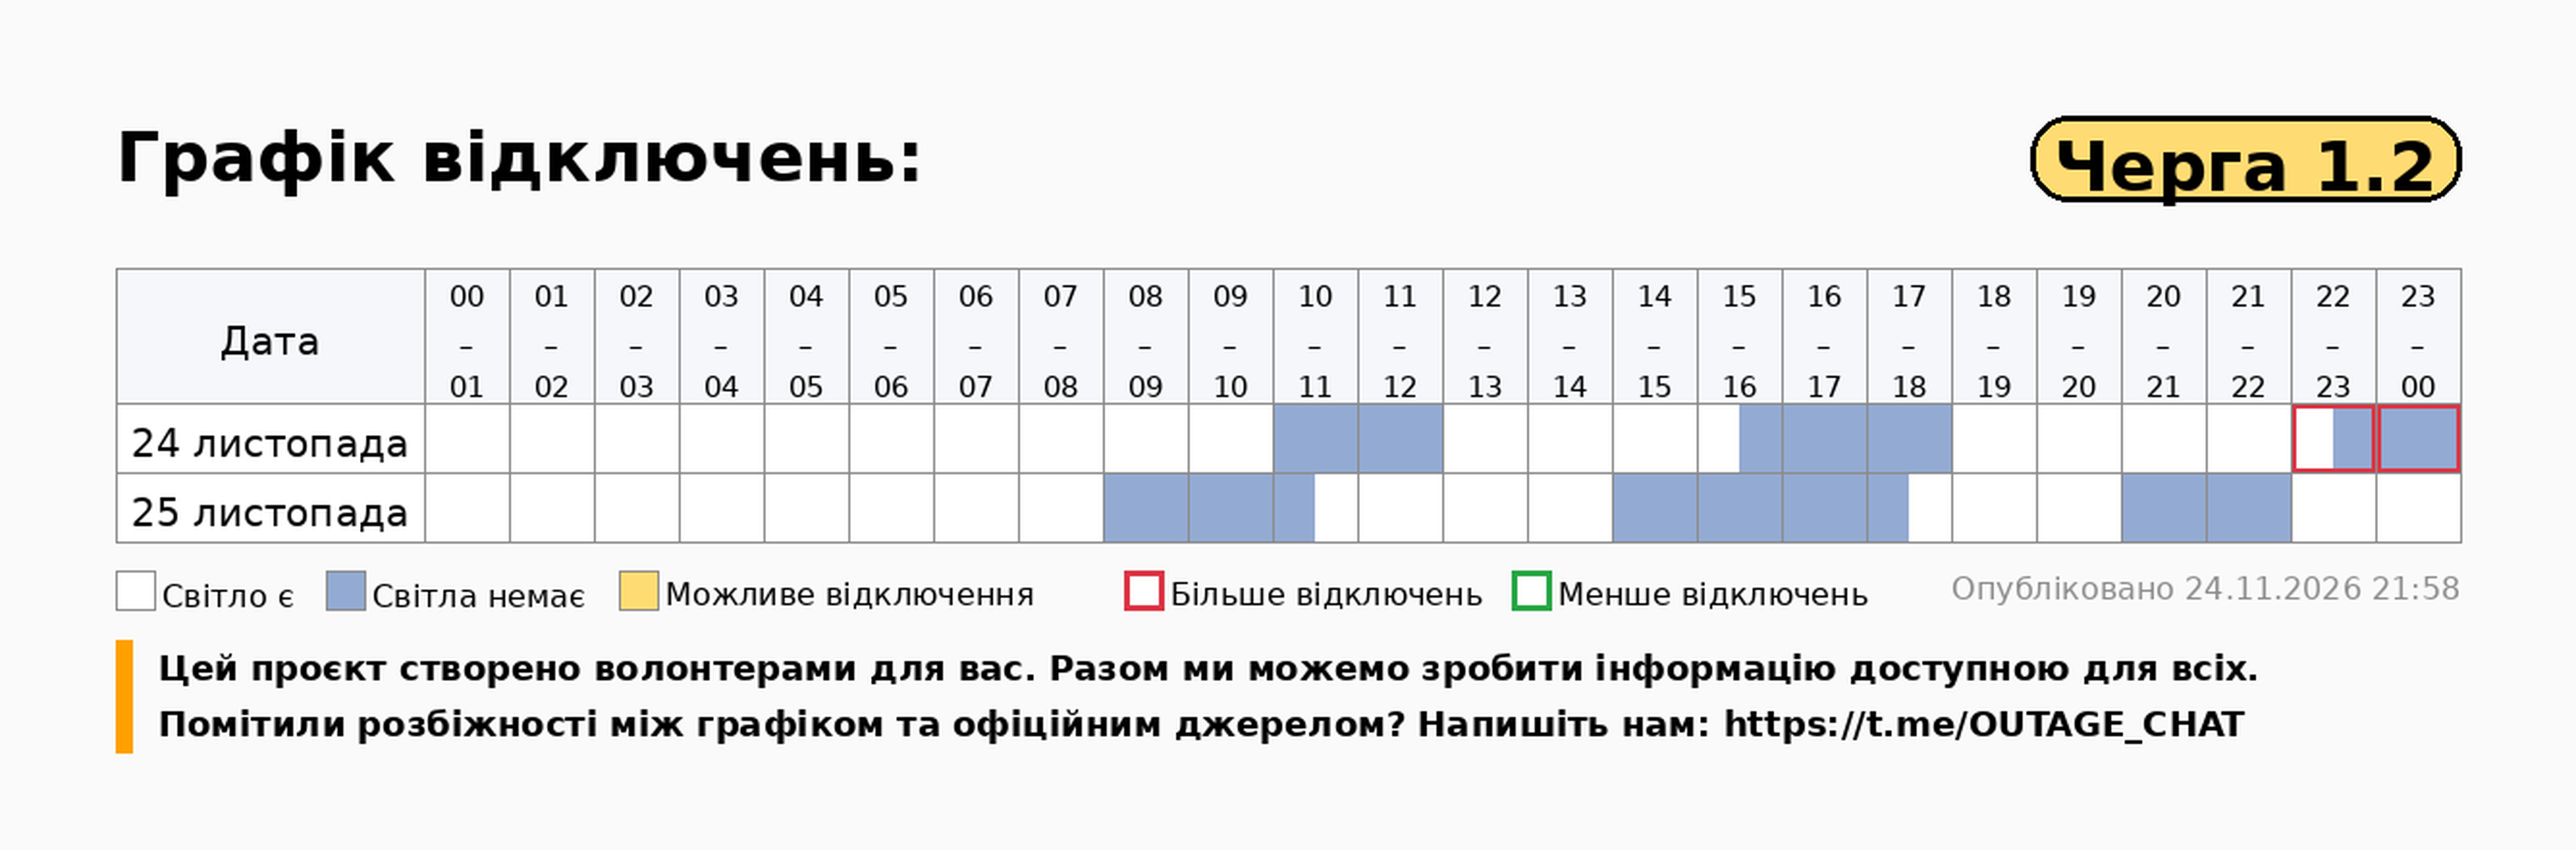 Графік відключень:
Черга 1.2
Дата 00 – 01 01 – 02 02 – 03 03 – 04 04 – 05 05 – 06 06 – 07 07 – 08 08 – 09 09 – 10 10 – 11 11 – 12 12 – 13 13 – 14 14 – 15 15 – 16 16 – 17 17 – 18 18 – 19 19 – 20 20 – 21 21 – 22 22 – 23 23 – 00
24 листопада
25 листопада
Світло є Світла немає Можливе відключення Більше відключень Менше відключень Опубліковано 24.11.2026 21:58
Цей проєкт створено волонтерами для вас. Разом ми можемо зробити інформацію доступною для всіх.
Помітили розбіжності між графіком та офіційним джерелом? Напишіть нам: https://t.me/OUTAGE_CHAT